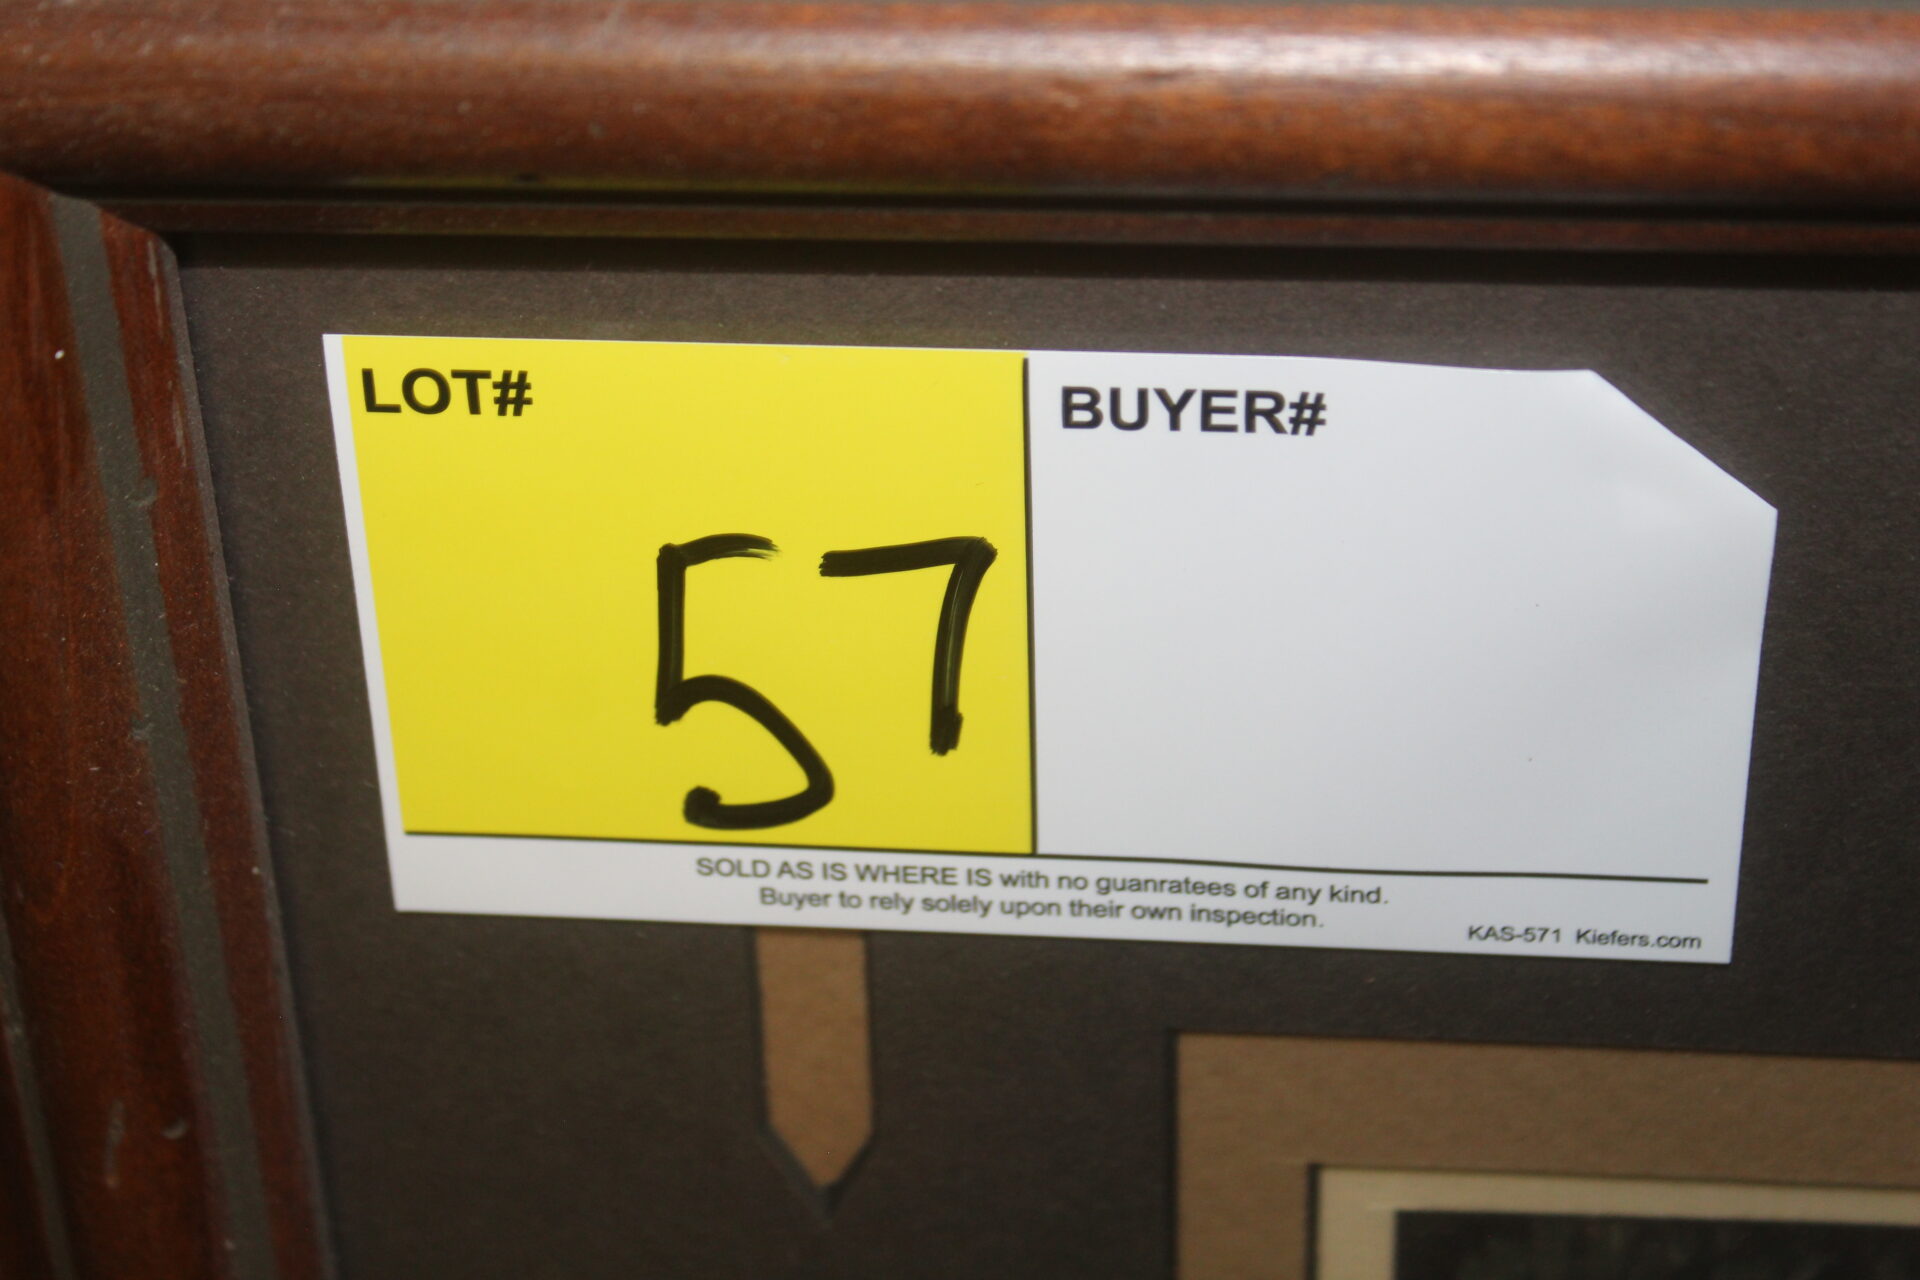 LOT#
BUYER#
57
SOLD AS IS WHERE IS with no guanratees of any kind.
Buyer to rely solely upon their own inspection.
KAS-571 Kiefers.com